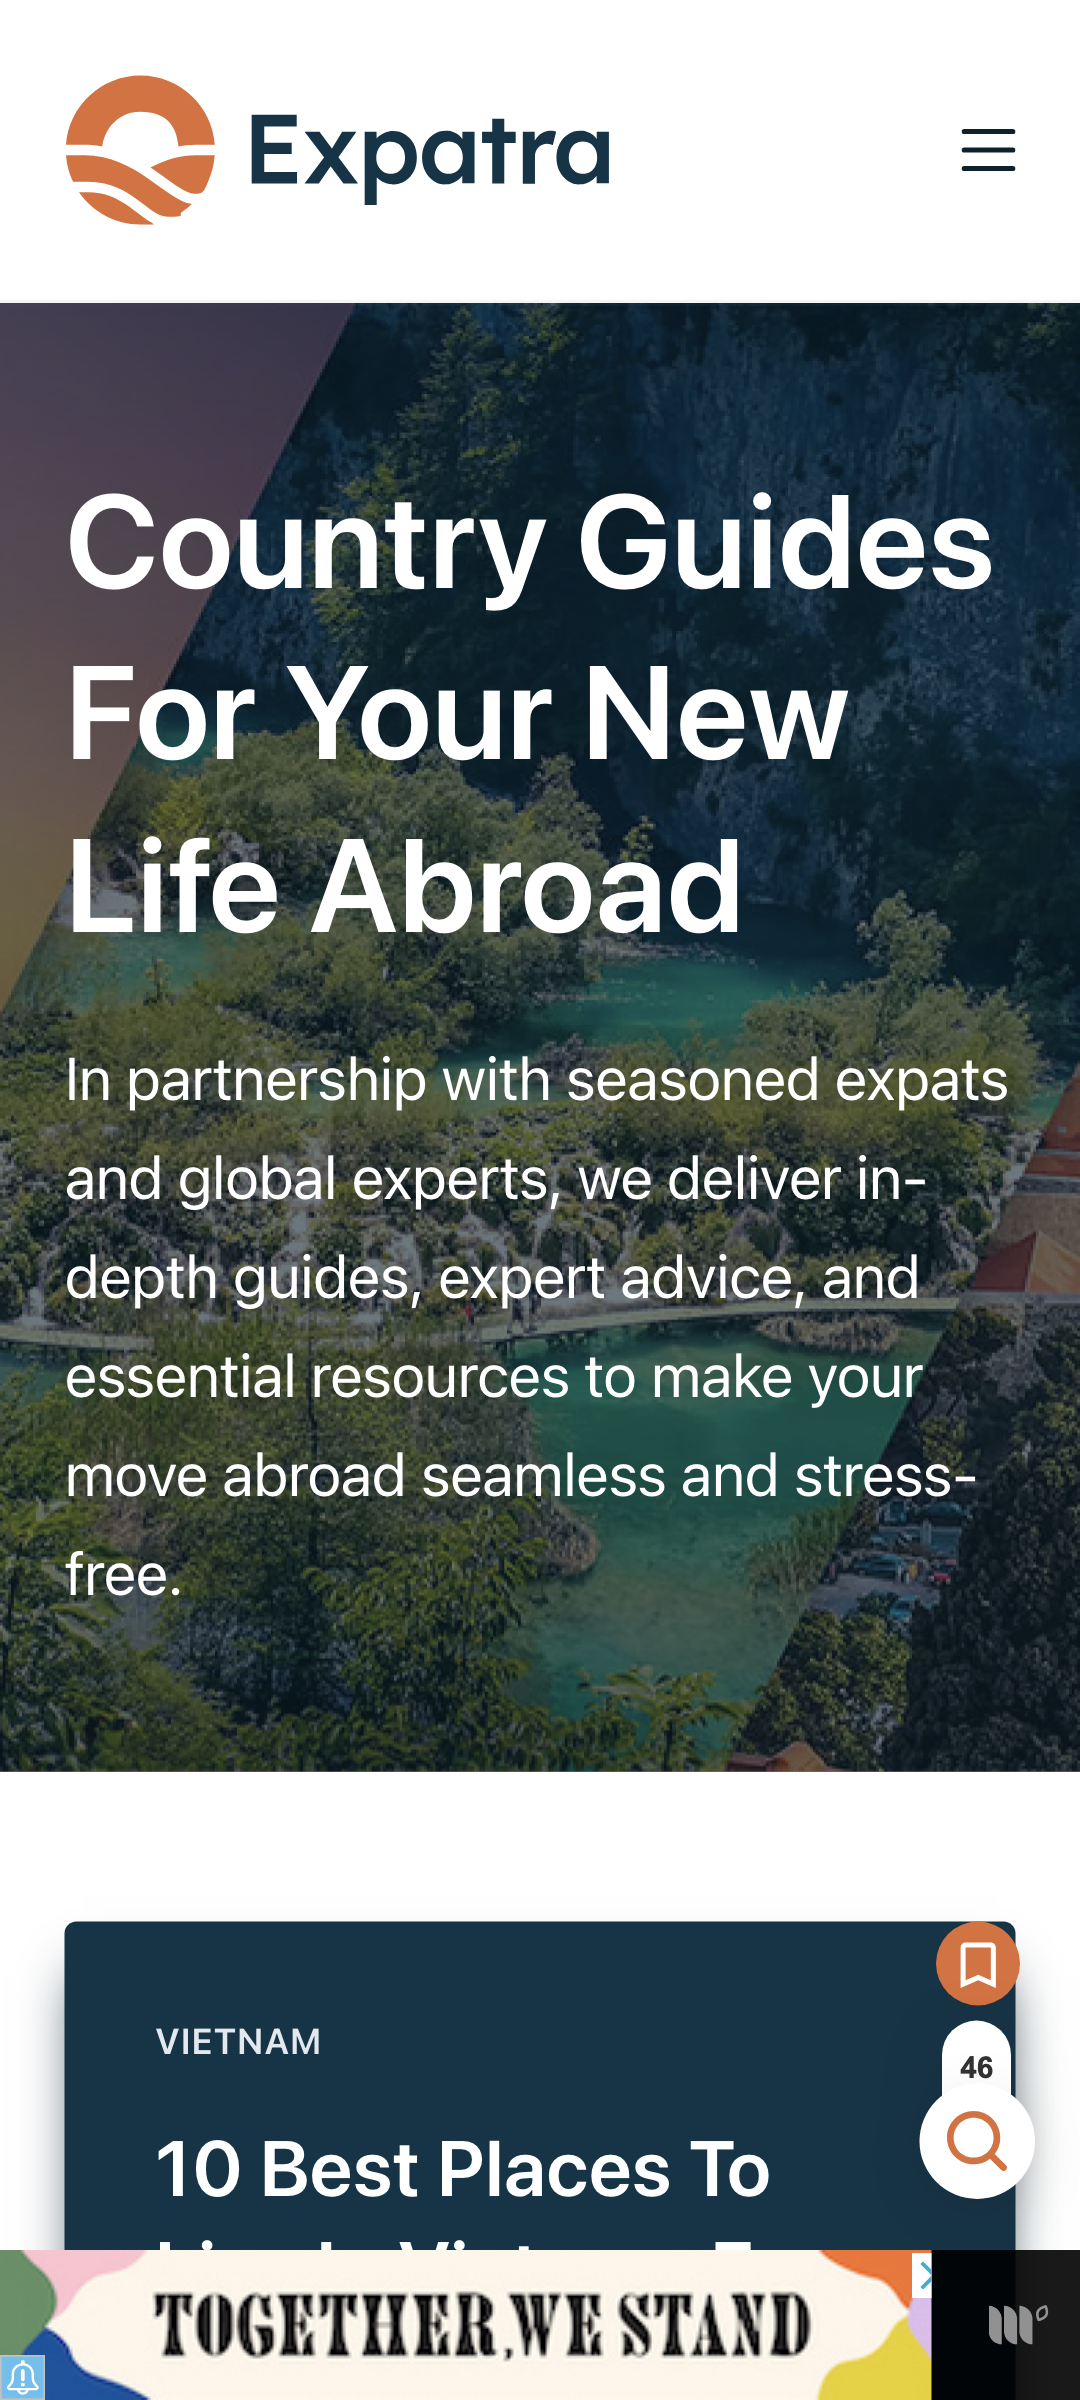 Expatra
Country Guides
For Your New
Life Abroad
In partnership with seasoned expats
and global experts, we deliver in-
depth guides, expert advice, and
essential resources to make your
move abroad seamless and stress-
free.
VIETNAM
46
10 Best Places To
TOGETHER, WE STAND